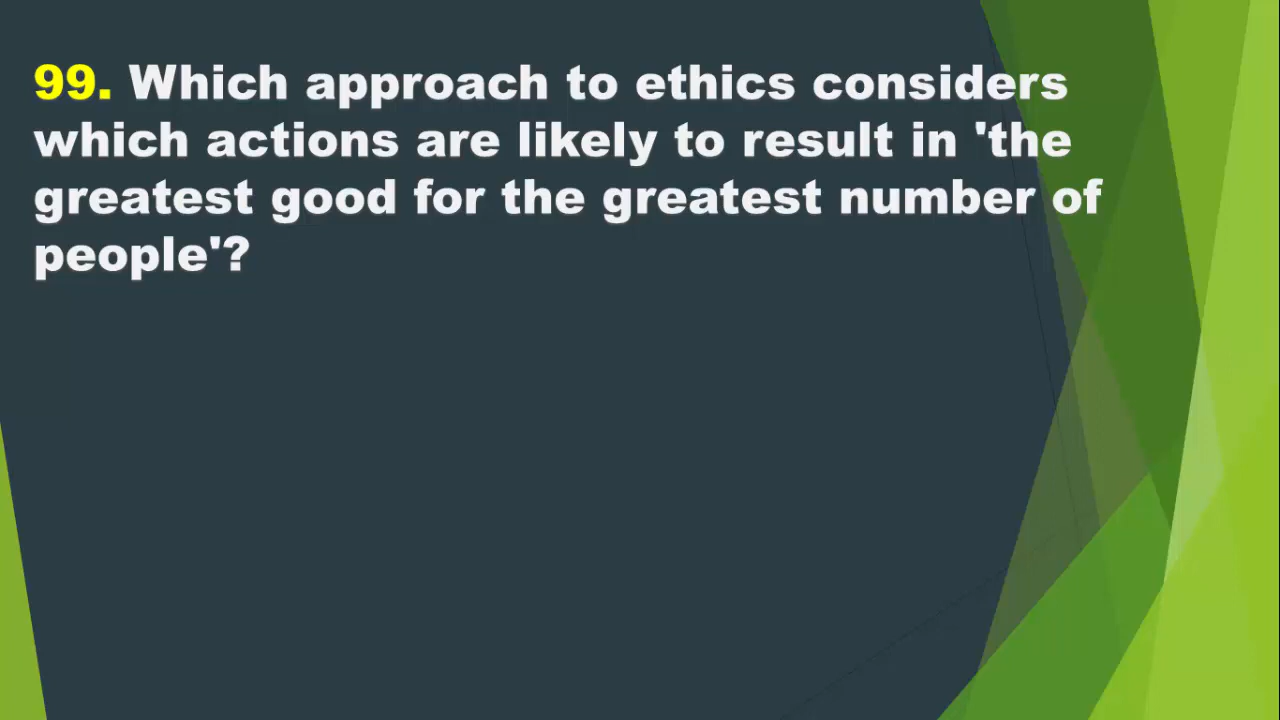 99. Which approach to ethics considers
which actions are likely to result in 'the
greatest good for the greatest number of
people'?